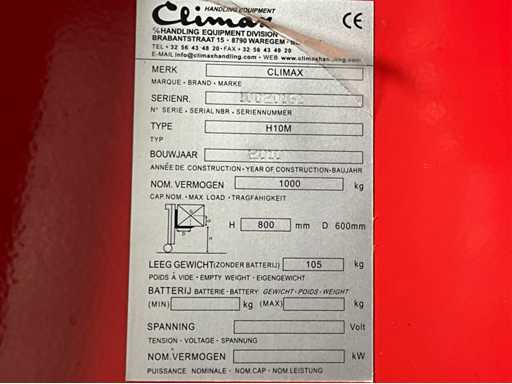 HANDLING EQUIPMENT
Climax
CE
HANDLING EQUIPMENT DIVISION
BRABANTSTRAAT 15 - 8790 WAREGEM -
TEL + 32 56 43 48 20 - FAX + 32 56 43 49 20
E-MAIL info@climaxhandling.com - WEB www.climaxhandling.com
MERK CLIMAX
MARQUE - BRAND - MARKE
SERIENR.
N° SERIE - SERIAL NBR - SERIENNUMMER
TYPE H10M
TYP
BOUWJAAR
ANNÉE DE CONSTRUCTION - YEAR OF CONSTRUCTION - BAUJAHR
NOM. VERMOGEN 1000 kg
CAP. NOM. - MAX LOAD - TRAGFAHIGKEIT
H 800 mm D 600mm
LEEG GEWICHT (ZONDER BATTERIJ) 105 kg
POIDS À VIDE - EMPTY WEIGHT - EIGENGEWICHT
BATTERIJ BATTERIE - BATTERY GEWICHT - POIDS - WEIGHT
(MIN) kg (MAX) kg
SPANNING Volt
TENSION - VOLTAGE - SPANNUNG
NOM. VERMOGEN kW
PUISSANCE NOMINALE - NOM. CAP - NOM. LEISTUNG